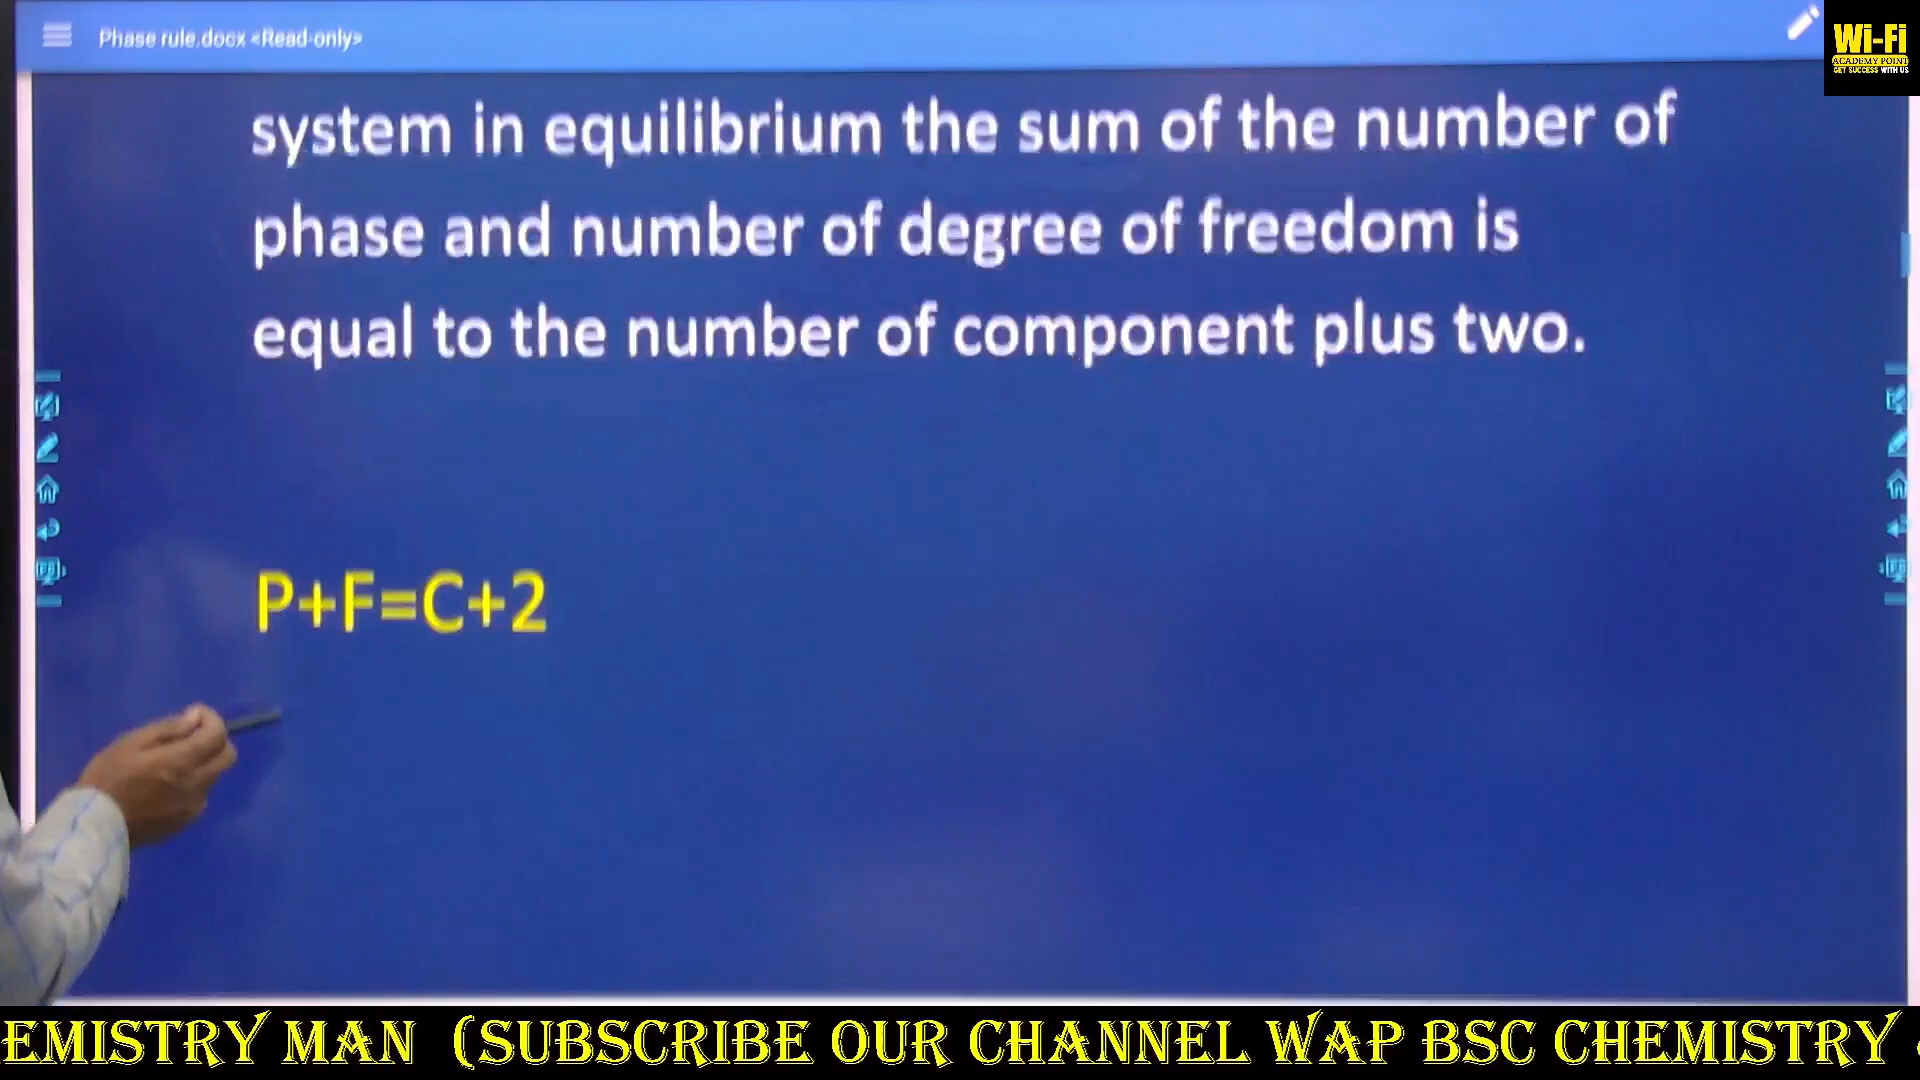 Phase rule.docx <Read-only>
Wi-Fi
ACADEMY POINT
GET SUCCESS WITH US
system in equilibrium the sum of the number of
phase and number of degree of freedom is
equal to the number of component plus two.
P+F=C+2
EMISTRY MAN (SUBSCRIBE OUR CHANNEL WAP BSC CHEMISTRY